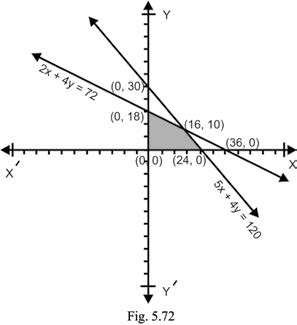 Y
2x + 4y = 72
(0, 30)
(0, 18)
(16, 10)
(36, 0)
X′
(0, 0)
(24, 0)
X
5x + 4y = 120
Y′
Fig. 5.72